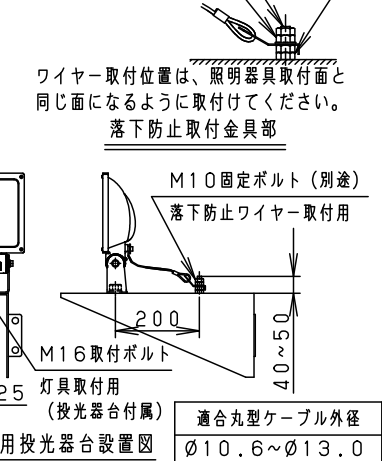 ワイヤー取付位置は、照明器具取付面と
同じ面になるように取付けてください。
落下防止取付金具部
M10固定ボルト（別途）
落下防止ワイヤー取付用
200
40~50
M16取付ボルト
灯具取付用
（投光器台付属）
25
用投光器台設置図
適合丸型ケーブル外径
Ø10.6~Ø13.0